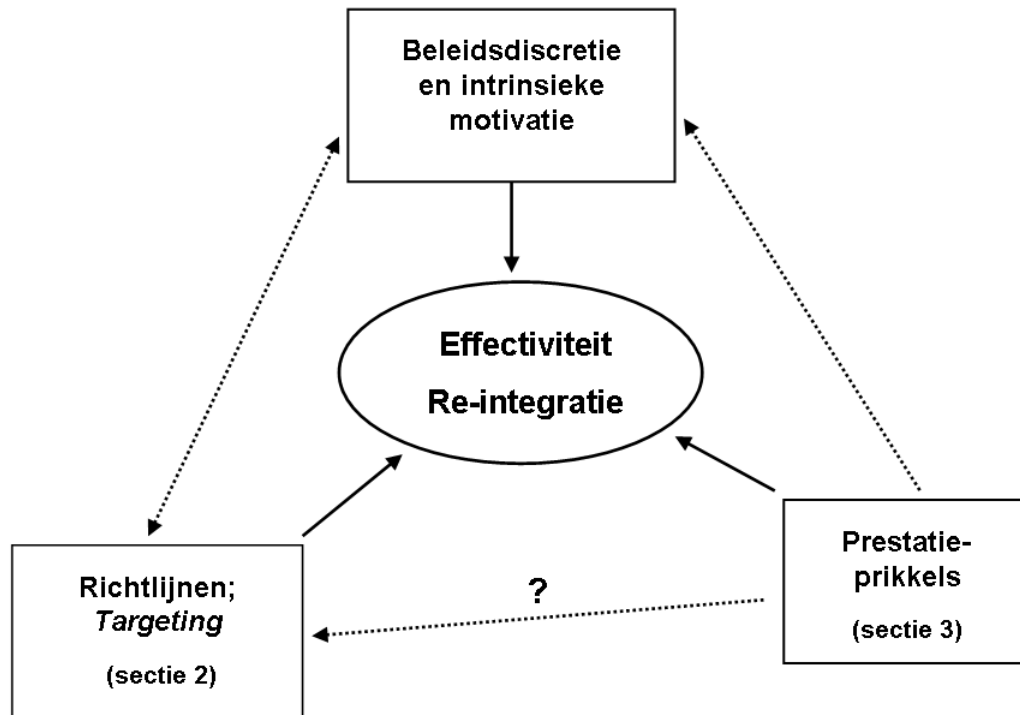 Beleidsdiscretie
en intrinsieke
motivatie
Effectiviteit
Re-integratie
Richtlijnen;
Targeting
(sectie 2)
?
Prestatie-
prikkels
(sectie 3)